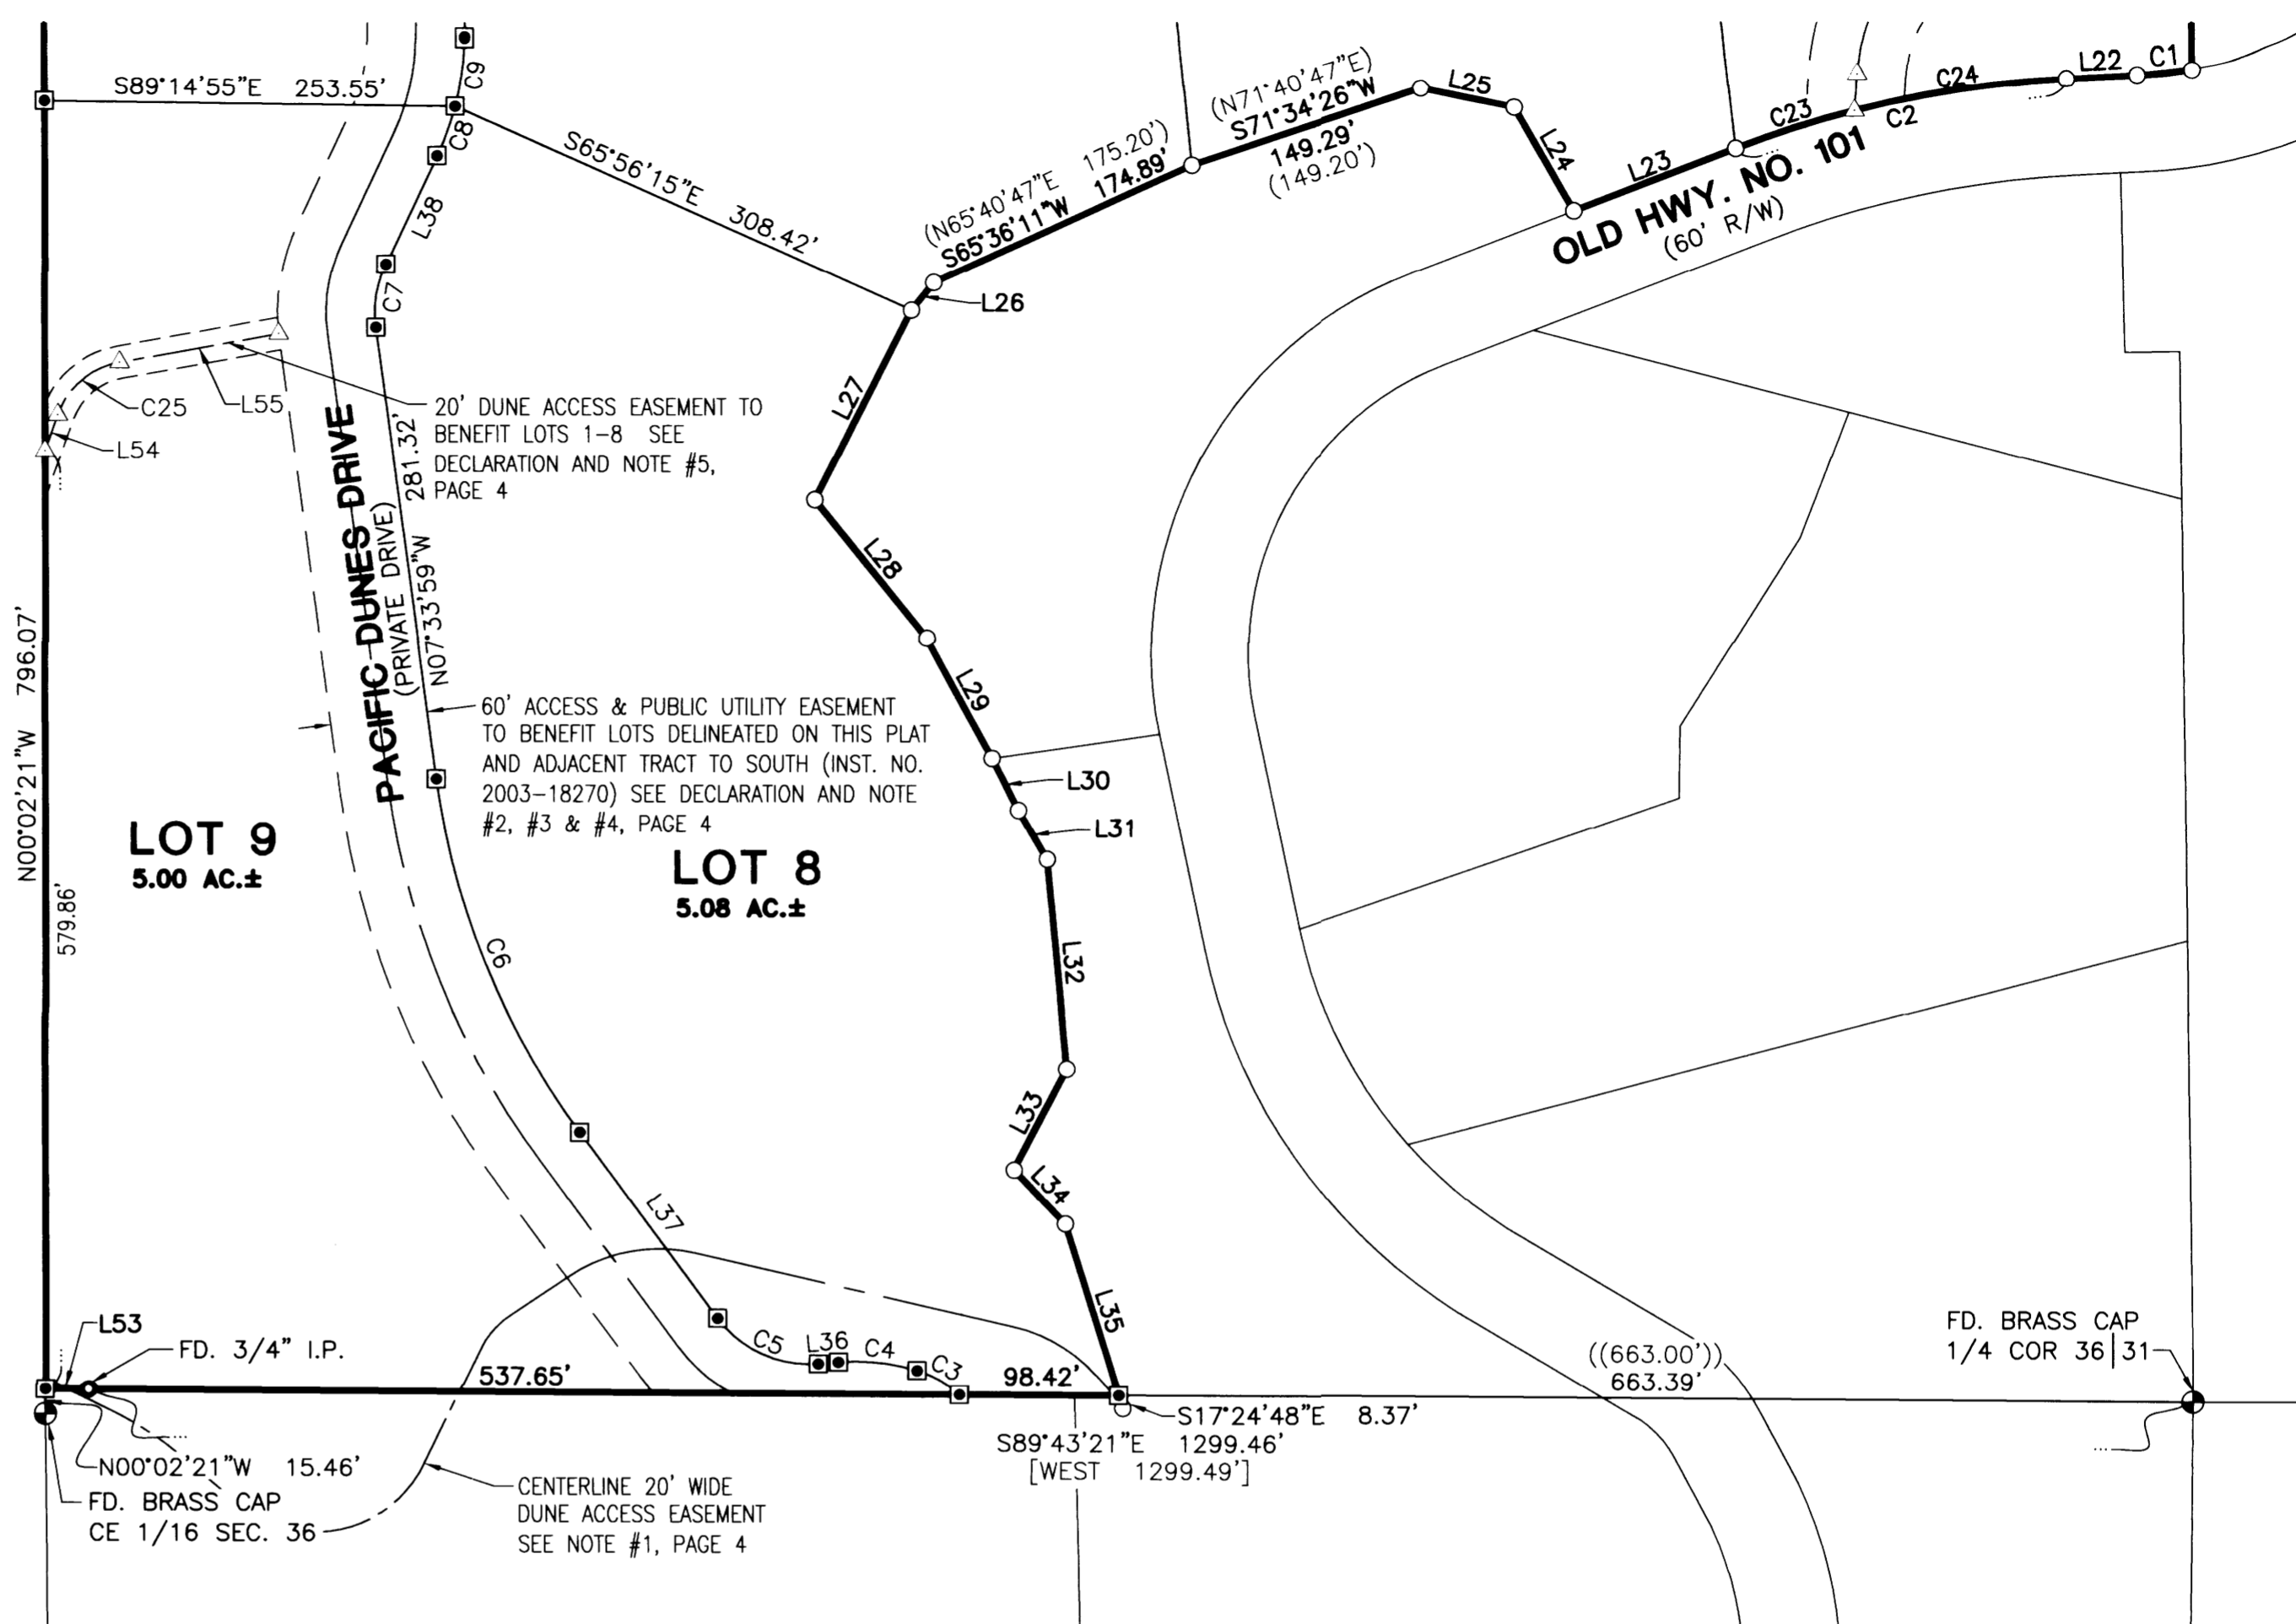 S89°14'55"E 253.55'
C9
C8
L38
C7
S65°56'15"E 308.42'
(N65°40'47"E 175.20')
S65°36'11"W 174.89'
(N71°40'47"E)
S71°34'26"W
149.29'
(149.20')
L25
L24
L23
C23
C2
C24
L22
C1
OLD HWY. NO. 101
(60' R/W)
L26
L27
C25
L55
L54
20' DUNE ACCESS EASEMENT TO
BENEFIT LOTS 1-8 SEE
DECLARATION AND NOTE #5,
PAGE 4
PACIFIC DUNES DRIVE
(PRIVATE DRIVE)
N07°33'59"W 281.32'
L28
L29
L30
L31
60' ACCESS & PUBLIC UTILITY EASEMENT
TO BENEFIT LOTS DELINEATED ON THIS PLAT
AND ADJACENT TRACT TO SOUTH (INST. NO.
2003-18270) SEE DECLARATION AND NOTE
#2, #3 & #4, PAGE 4
N00°02'21"W 796.07'
579.86'
LOT 9
5.00 AC.±
LOT 8
5.08 AC.±
C6
L32
L33
L34
L37
L35
L53
FD. 3/4" I.P.
537.65'
C5
L36
C4
C3
98.42'
((663.00'))
663.39'
FD. BRASS CAP
1/4 COR 36|31
S17°24'48"E 8.37'
S89°43'21"E 1299.46'
[WEST 1299.49']
N00°02'21"W 15.46'
FD. BRASS CAP
CE 1/16 SEC. 36
CENTERLINE 20' WIDE
DUNE ACCESS EASEMENT
SEE NOTE #1, PAGE 4